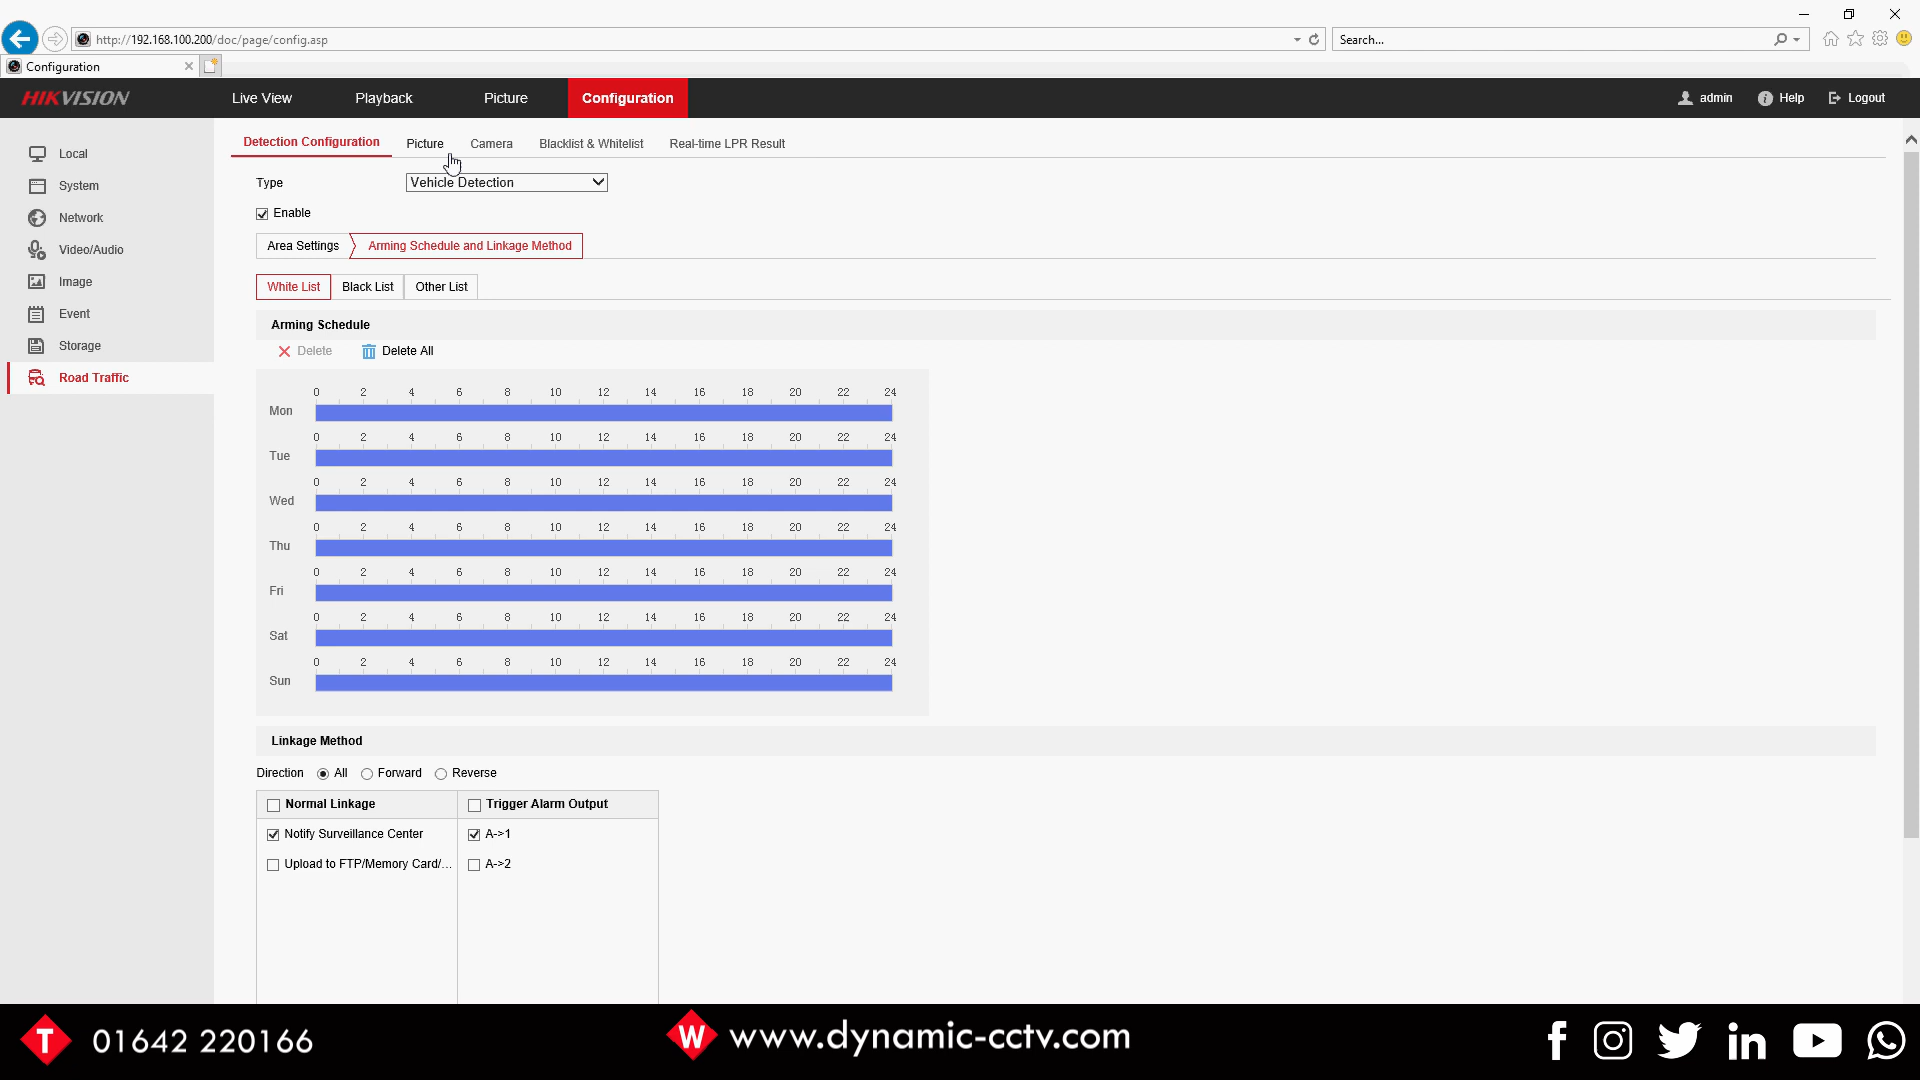 http://192.168.100.200/doc/page/config.asp
Search...
Configuration
HIKVISION
Live View
Playback
Picture
Configuration
admin
Help
Logout
Local
System
Network
Video/Audio
Image
Event
Storage
Road Traffic
Detection Configuration
Picture
Camera
Blacklist & Whitelist
Real-time LPR Result
Type
Vehicle Detection
Enable
Area Settings
Arming Schedule and Linkage Method
White List
Black List
Other List
Arming Schedule
Delete
Delete All
0 2 4 6 8 10 12 14 16 18 20 22 24
Mon
0 2 4 6 8 10 12 14 16 18 20 22 24
Tue
0 2 4 6 8 10 12 14 16 18 20 22 24
Wed
0 2 4 6 8 10 12 14 16 18 20 22 24
Thu
0 2 4 6 8 10 12 14 16 18 20 22 24
Fri
0 2 4 6 8 10 12 14 16 18 20 22 24
Sat
0 2 4 6 8 10 12 14 16 18 20 22 24
Sun
Linkage Method
Direction All Forward Reverse
Normal Linkage
Trigger Alarm Output
Notify Surveillance Center
A->1
Upload to FTP/Memory Card/...
A->2
T 01642 220166
W www.dynamic-cctv.com